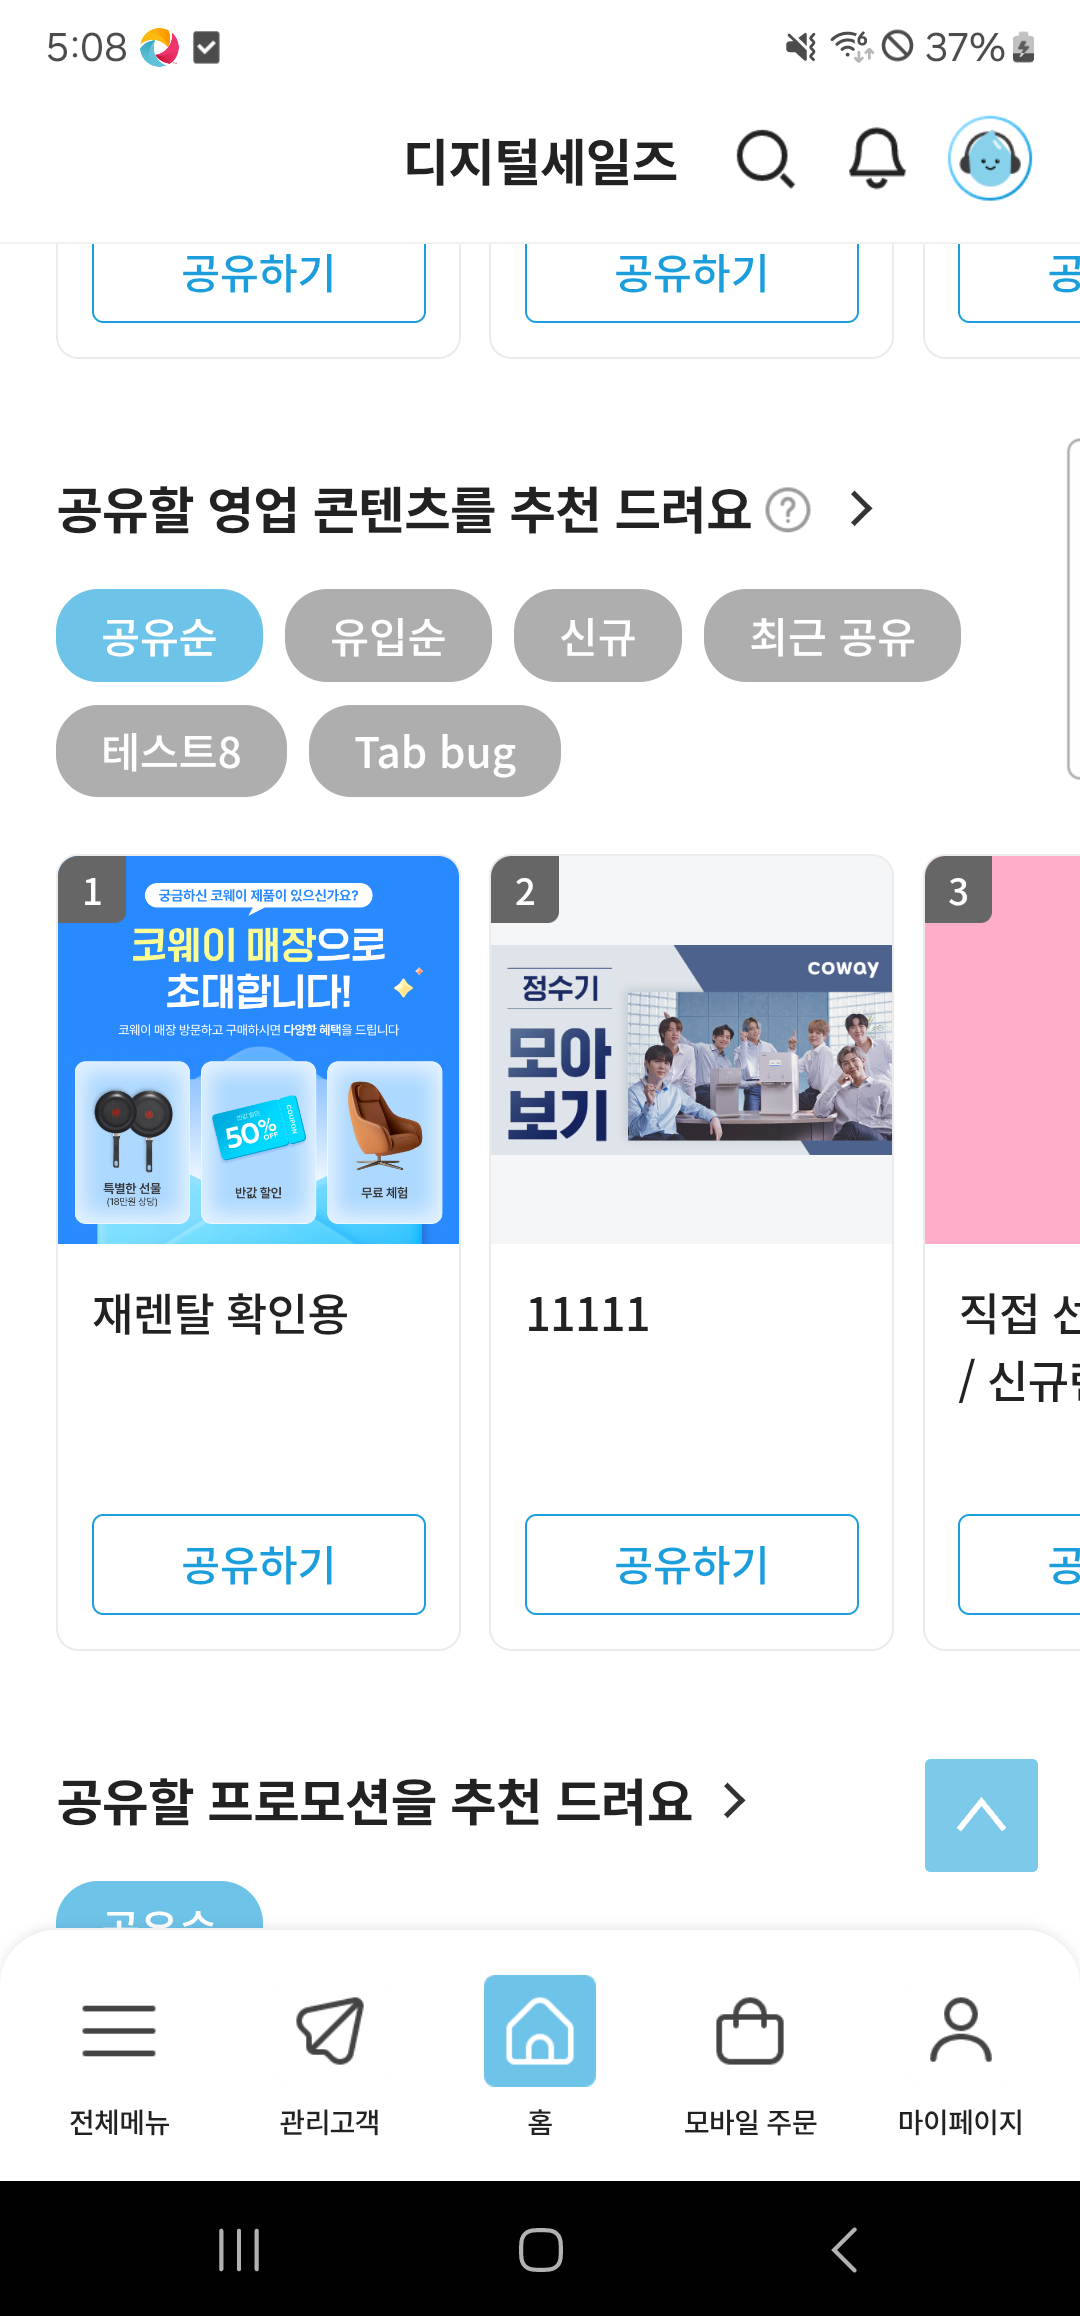 5:08
37%
디지털세일즈
공유하기
공유하기
공
공유할 영업 콘텐츠를 추천 드려요 ?
공유순
유입순
신규
최근 공유
테스트8
Tab bug
1
궁금하신 코웨이 제품이 있으신가요?
코웨이 매장으로
초대합니다!
코웨이 매장 방문하고 구매하시면 다양한 혜택을 드립니다
특별한 선물
(18만원 상당)
반값 할인
50% OFF
COUPON
반값 할인
무료 체험
2
coway
정수기
모아
보기
3
재렌탈 확인용
11111
직접 선
/ 신규렌
공유하기
공유하기
공
공유할 프로모션을 추천 드려요
공유순
전체메뉴
관리고객
홈
모바일 주문
마이페이지